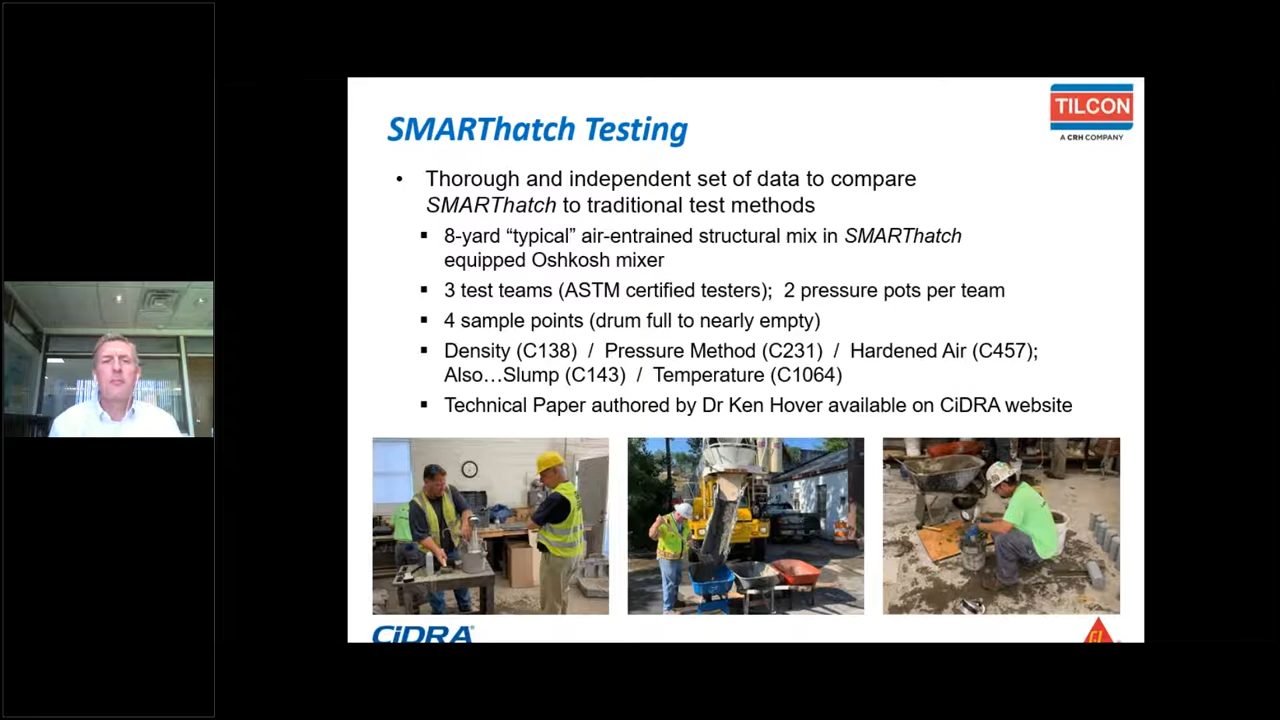 SMARThatch Testing
TILCON
A CRH COMPANY
• Thorough and independent set of data to compare
SMARThatch to traditional test methods
▪ 8-yard “typical” air-entrained structural mix in SMARThatch
equipped Oshkosh mixer
▪ 3 test teams (ASTM certified testers); 2 pressure pots per team
▪ 4 sample points (drum full to nearly empty)
▪ Density (C138) / Pressure Method (C231) / Hardened Air (C457);
Also…Slump (C143) / Temperature (C1064)
▪ Technical Paper authored by Dr Ken Hover available on CiDRA website
CiDRA®